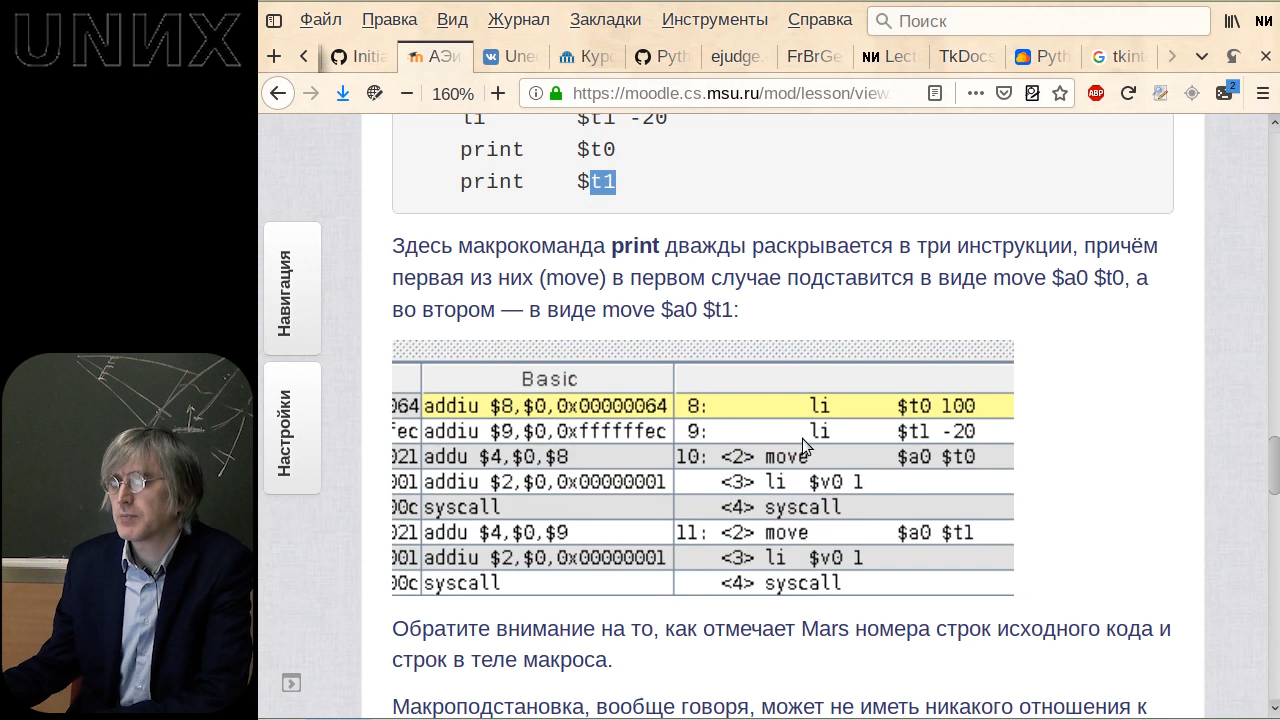 UNИX
Файл Правка Вид Журнал Закладки Инструменты Справка Поиск
Initia АЭи Unee Курс Pyth ejudge. FrBrGe Lect TkDoc Pyth tkint
160% https://moodle.cs.msu.ru/mod/lesson/view. ABP 2
li $t1 -20
print $t0
print $t1
Навигация
Настройки
Здесь макрокоманда print дважды раскрывается в три инструкции, причём
первая из них (move) в первом случае подставится в виде move $a0 $t0, а
во втором — в виде move $a0 $t1:
Basic
064 addiu $8,$0,0x00000064 8: li $t0 100
fec addiu $9,$0,0xffffffec 9: li $t1 -20
021 addu $4,$0,$8 10: <2> move $a0 $t0
001 addiu $2,$0,0x00000001 <3> li $v0 1
00c syscall <4> syscall
021 addu $4,$0,$9 11: <2> move $a0 $t1
001 addiu $2,$0,0x00000001 <3> li $v0 1
00c syscall <4> syscall
Обратите внимание на то, как отмечает Mars номера строк исходного кода и
строк в теле макроса.
Макроподстановка, вообще говоря, может не иметь никакого отношения к